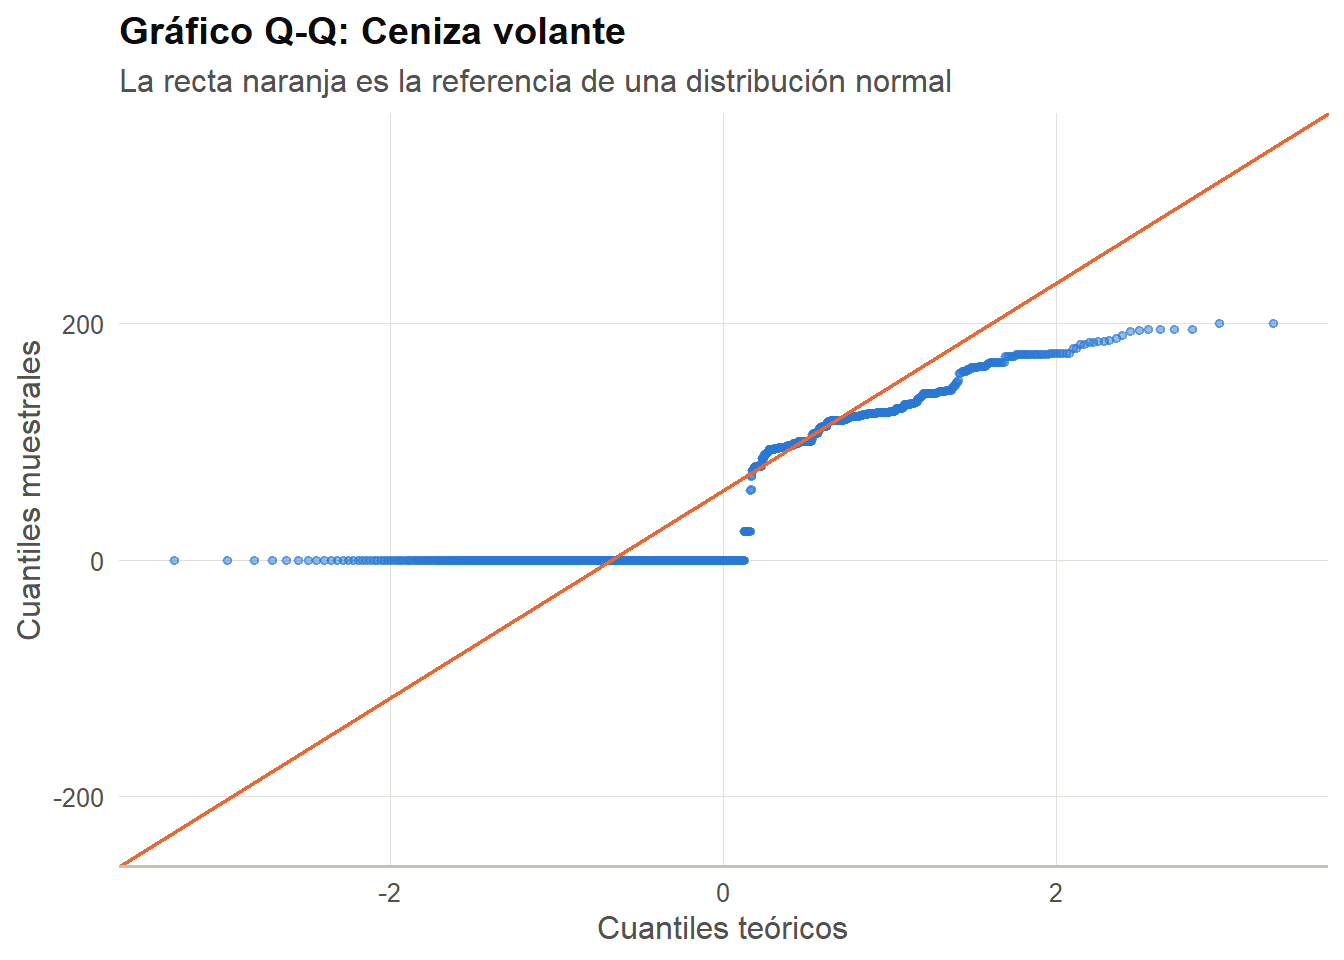 Gráfico Q-Q: Ceniza volante
La recta naranja es la referencia de una distribución normal
Cuantiles muestrales
200
0
-200
-2
0
2
Cuantiles teóricos